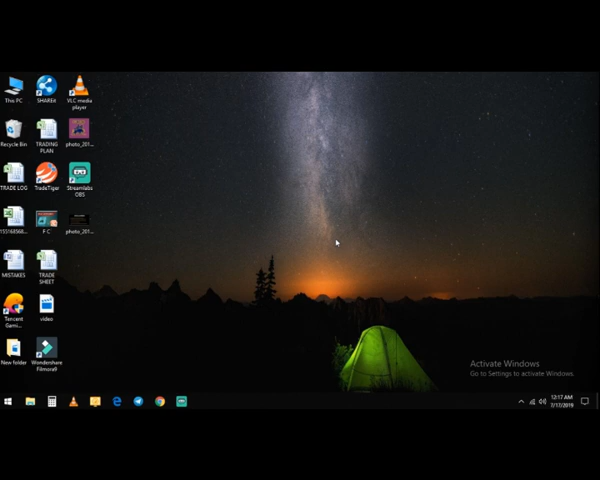 This PC
SHAREit
VLC media
player
Recycle Bin
TRADING
PLAN
photo_201...
TRADE LOG
TradeTiger
Streamlabs
OBS
F C
photo_201...
MISTAKES
TRADE
SHEET
Tencent
Gami...
video
New folder
Wondershare
Filmora9
Activate Windows
Go to Settings to activate Windows.
12:17 AM
7/17/2019